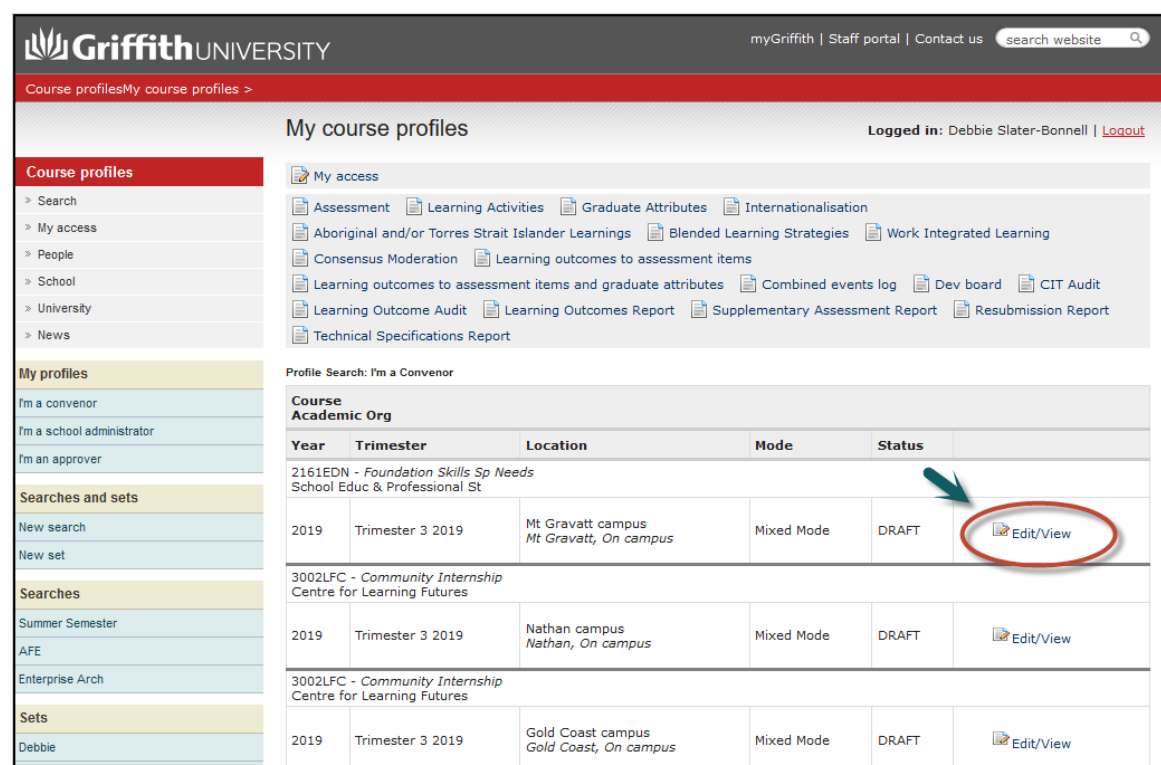 Griffith UNIVERSITY
myGriffith | Staff portal | Contact us search website
Course profilesMy course profiles >
My course profiles
Logged in: Debbie Slater-Bonnell | Logout
Course profiles
» Search
» My access
» People
» School
» University
» News
My profiles
I'm a convenor
I'm a school administrator
I'm an approver
Searches and sets
New search
New set
Searches
Summer Semester
AFE
Enterprise Arch
Sets
Debbie
My access
Assessment Learning Activities Graduate Attributes Internationalisation
Aboriginal and/or Torres Strait Islander Learnings Blended Learning Strategies Work Integrated Learning
Consensus Moderation Learning outcomes to assessment items
Learning outcomes to assessment items and graduate attributes Combined events log Dev board CIT Audit
Learning Outcome Audit Learning Outcomes Report Supplementary Assessment Report Resubmission Report
Technical Specifications Report
Profile Search: I'm a Convenor
Course
Academic Org
Year Trimester Location Mode Status
2161EDN - Foundation Skills Sp Needs
School Educ & Professional St
2019 Trimester 3 2019 Mt Gravatt campus Mixed Mode DRAFT Edit/View
Mt Gravatt, On campus
3002LFC - Community Internship
Centre for Learning Futures
2019 Trimester 3 2019 Nathan campus Mixed Mode DRAFT Edit/View
Nathan, On campus
3002LFC - Community Internship
Centre for Learning Futures
2019 Trimester 3 2019 Gold Coast campus Mixed Mode DRAFT Edit/View
Gold Coast, On campus